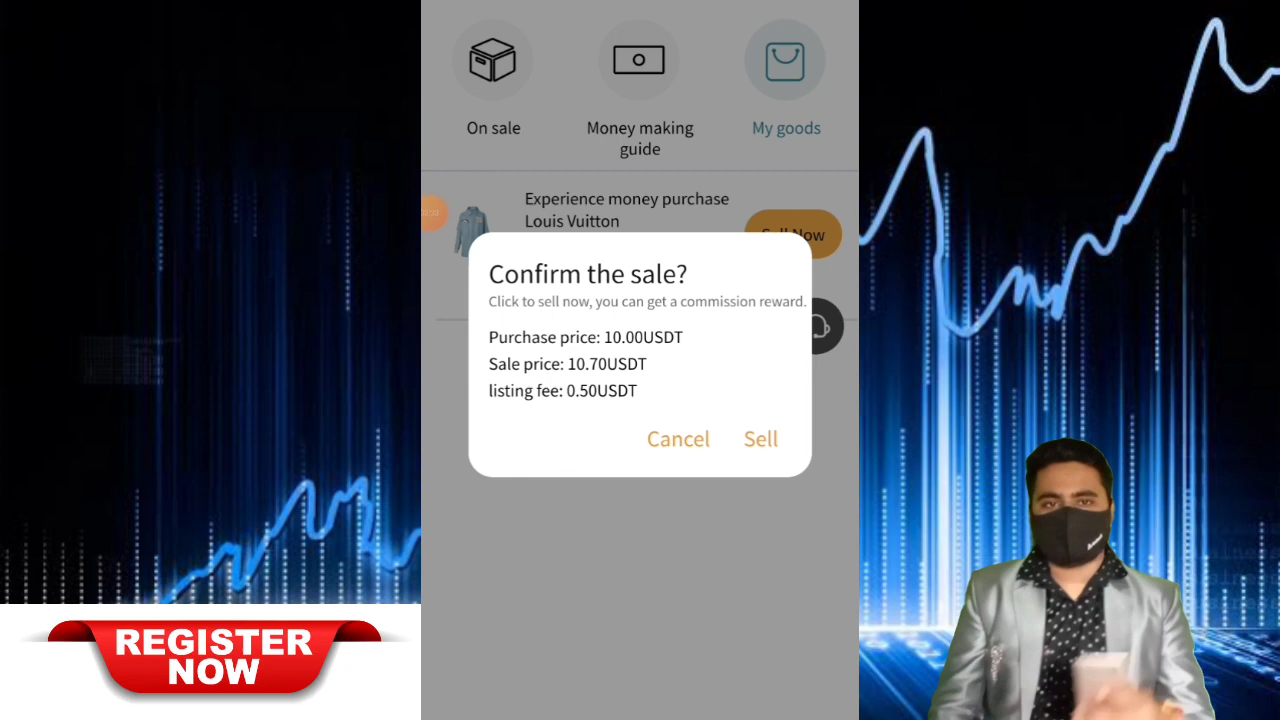 On sale
Money making
guide
My goods
Experience money purchase
Louis Vuitton
Confirm the sale?
Click to sell now, you can get a commission reward.
Purchase price: 10.00USDT
Sale price: 10.70USDT
listing fee: 0.50USDT
Cancel
Sell
REGISTER
NOW